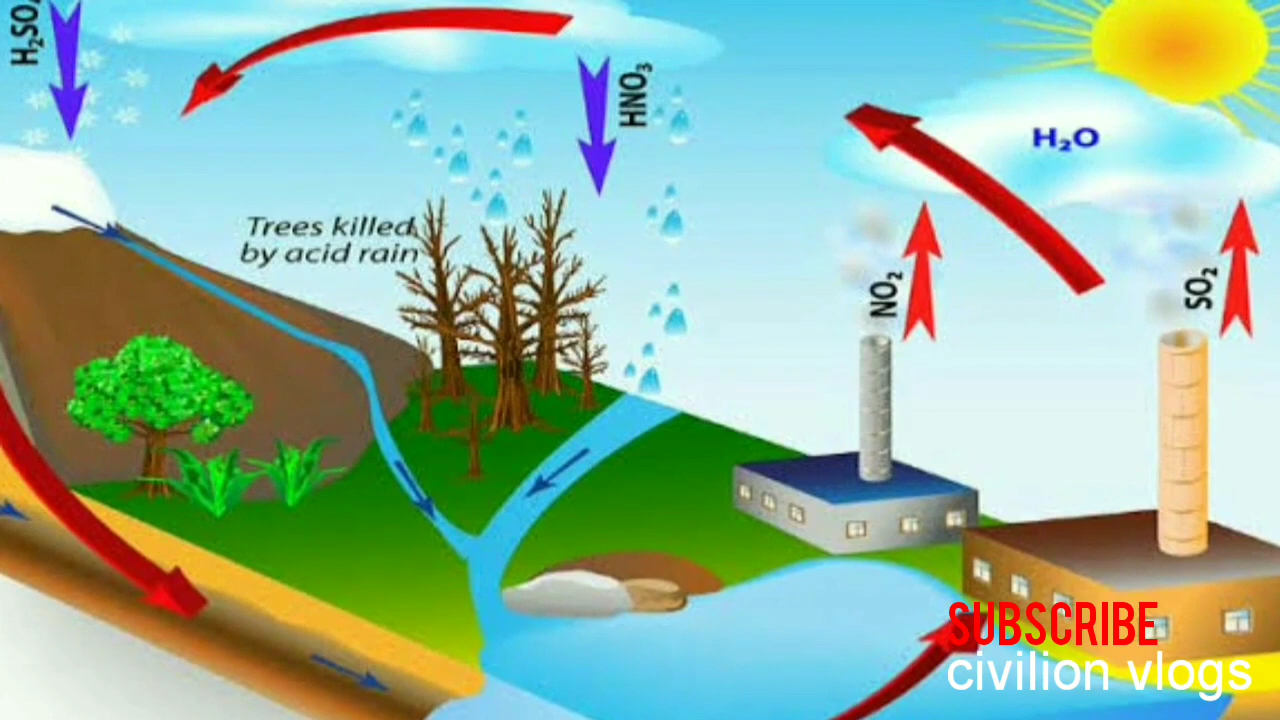 H₂SO₄
HNO₃
H₂O
Trees killed
by acid rain
NO₂
SO₂
SUBSCRIBE
civilion vlogs